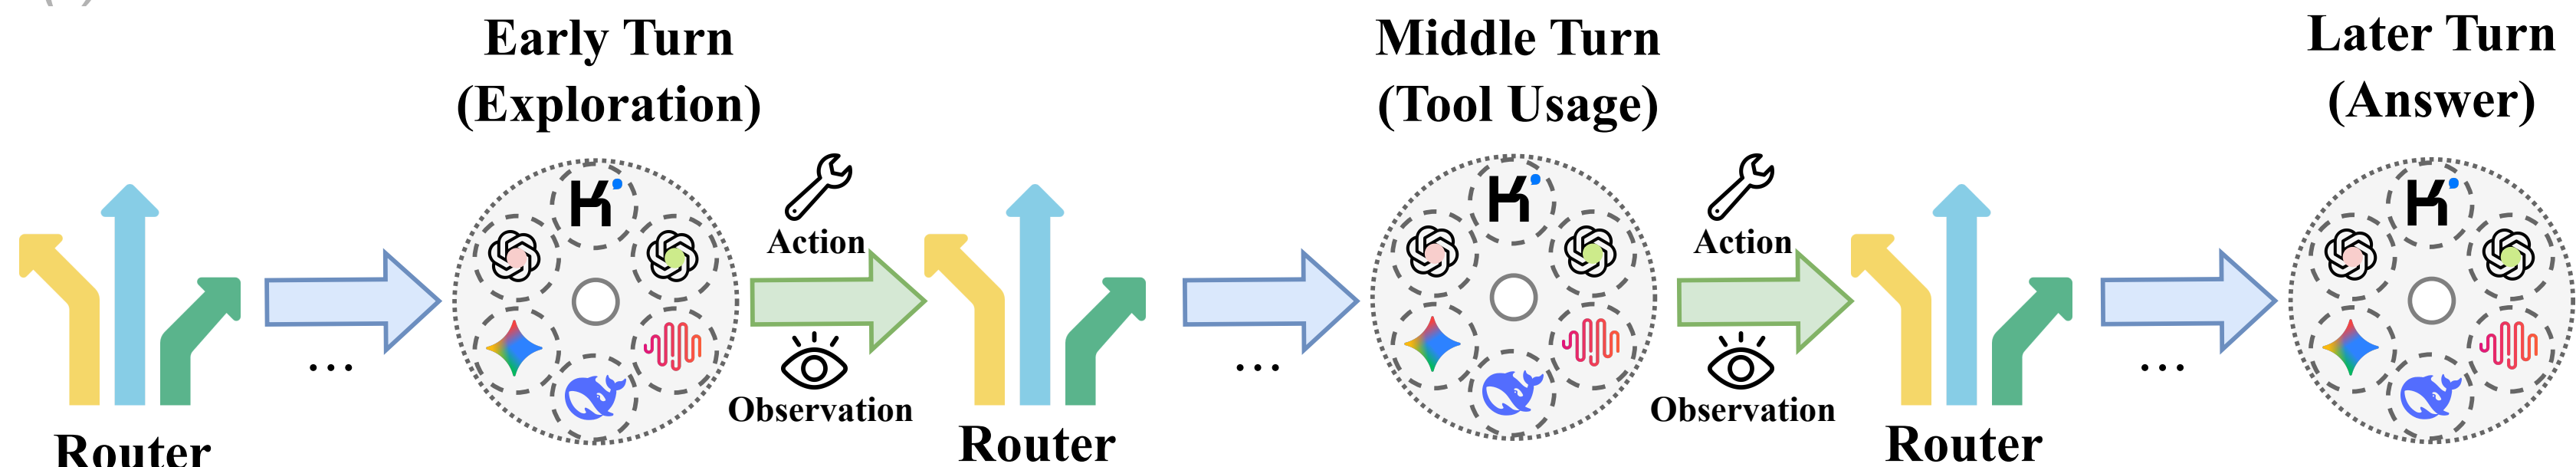 Early Turn
(Exploration)
Middle Turn
(Tool Usage)
Later Turn
(Answer)
Action
Action
Observation
Observation
...
...
...
Router
Router
Router